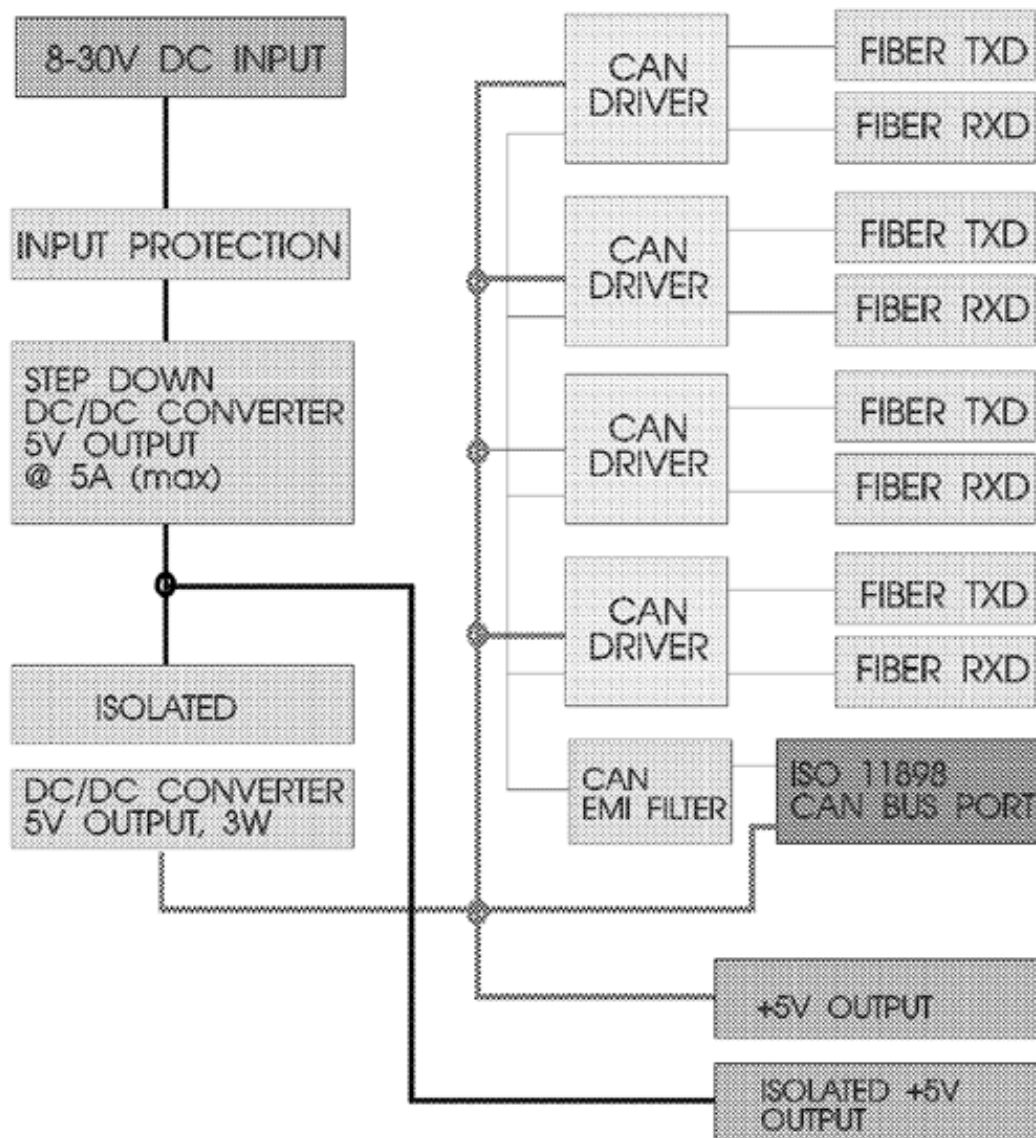 8-30V DC INPUT
INPUT PROTECTION
STEP DOWN
DC/DC CONVERTER
5V OUTPUT
@ 5A (max)
ISOLATED
DC/DC CONVERTER
5V OUTPUT, 3W
CAN
DRIVER
FIBER TXD
FIBER RXD
CAN
DRIVER
FIBER TXD
FIBER RXD
CAN
DRIVER
FIBER TXD
FIBER RXD
CAN
DRIVER
FIBER TXD
FIBER RXD
CAN
EMI FILTER
ISO 11898
CAN BUS PORT
+5V OUTPUT
ISOLATED +5V
OUTPUT